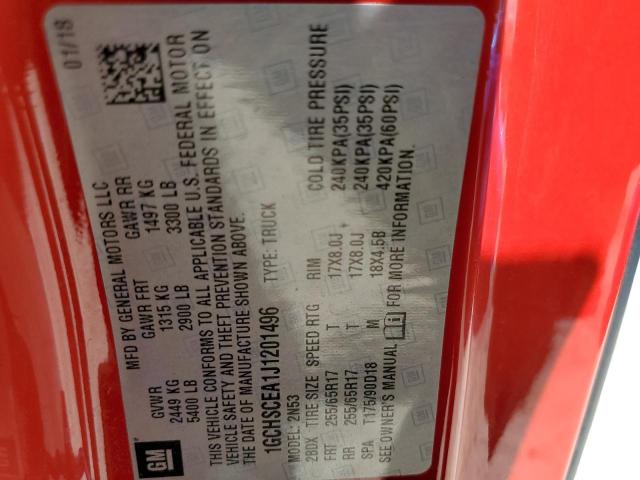 GM
MFD BY GENERAL MOTORS LLC
01/18
GVWR GAWR FRT GAWR RR
2449 KG 1315 KG 1497 KG
5400 LB 2900 LB 3300 LB
THIS VEHICLE CONFORMS TO ALL APPLICABLE U.S. FEDERAL MOTOR
VEHICLE SAFETY AND THEFT PREVENTION STANDARDS IN EFFECT ON
THE DATE OF MANUFACTURE SHOWN ABOVE.
1GCHSCEA1J1201496 TYPE: TRUCK
MODEL: 2N53
2BDX TIRE SIZE SPEED RTG RIM COLD TIRE PRESSURE
FRT 255/65R17 T 17X8.0J 240KPA(35PSI)
RR 255/65R17 T 17X8.0J 240KPA(35PSI)
SPA T175/90D18 M 18X4.5B 420KPA(60PSI)
SEE OWNER'S MANUAL FOR MORE INFORMATION.